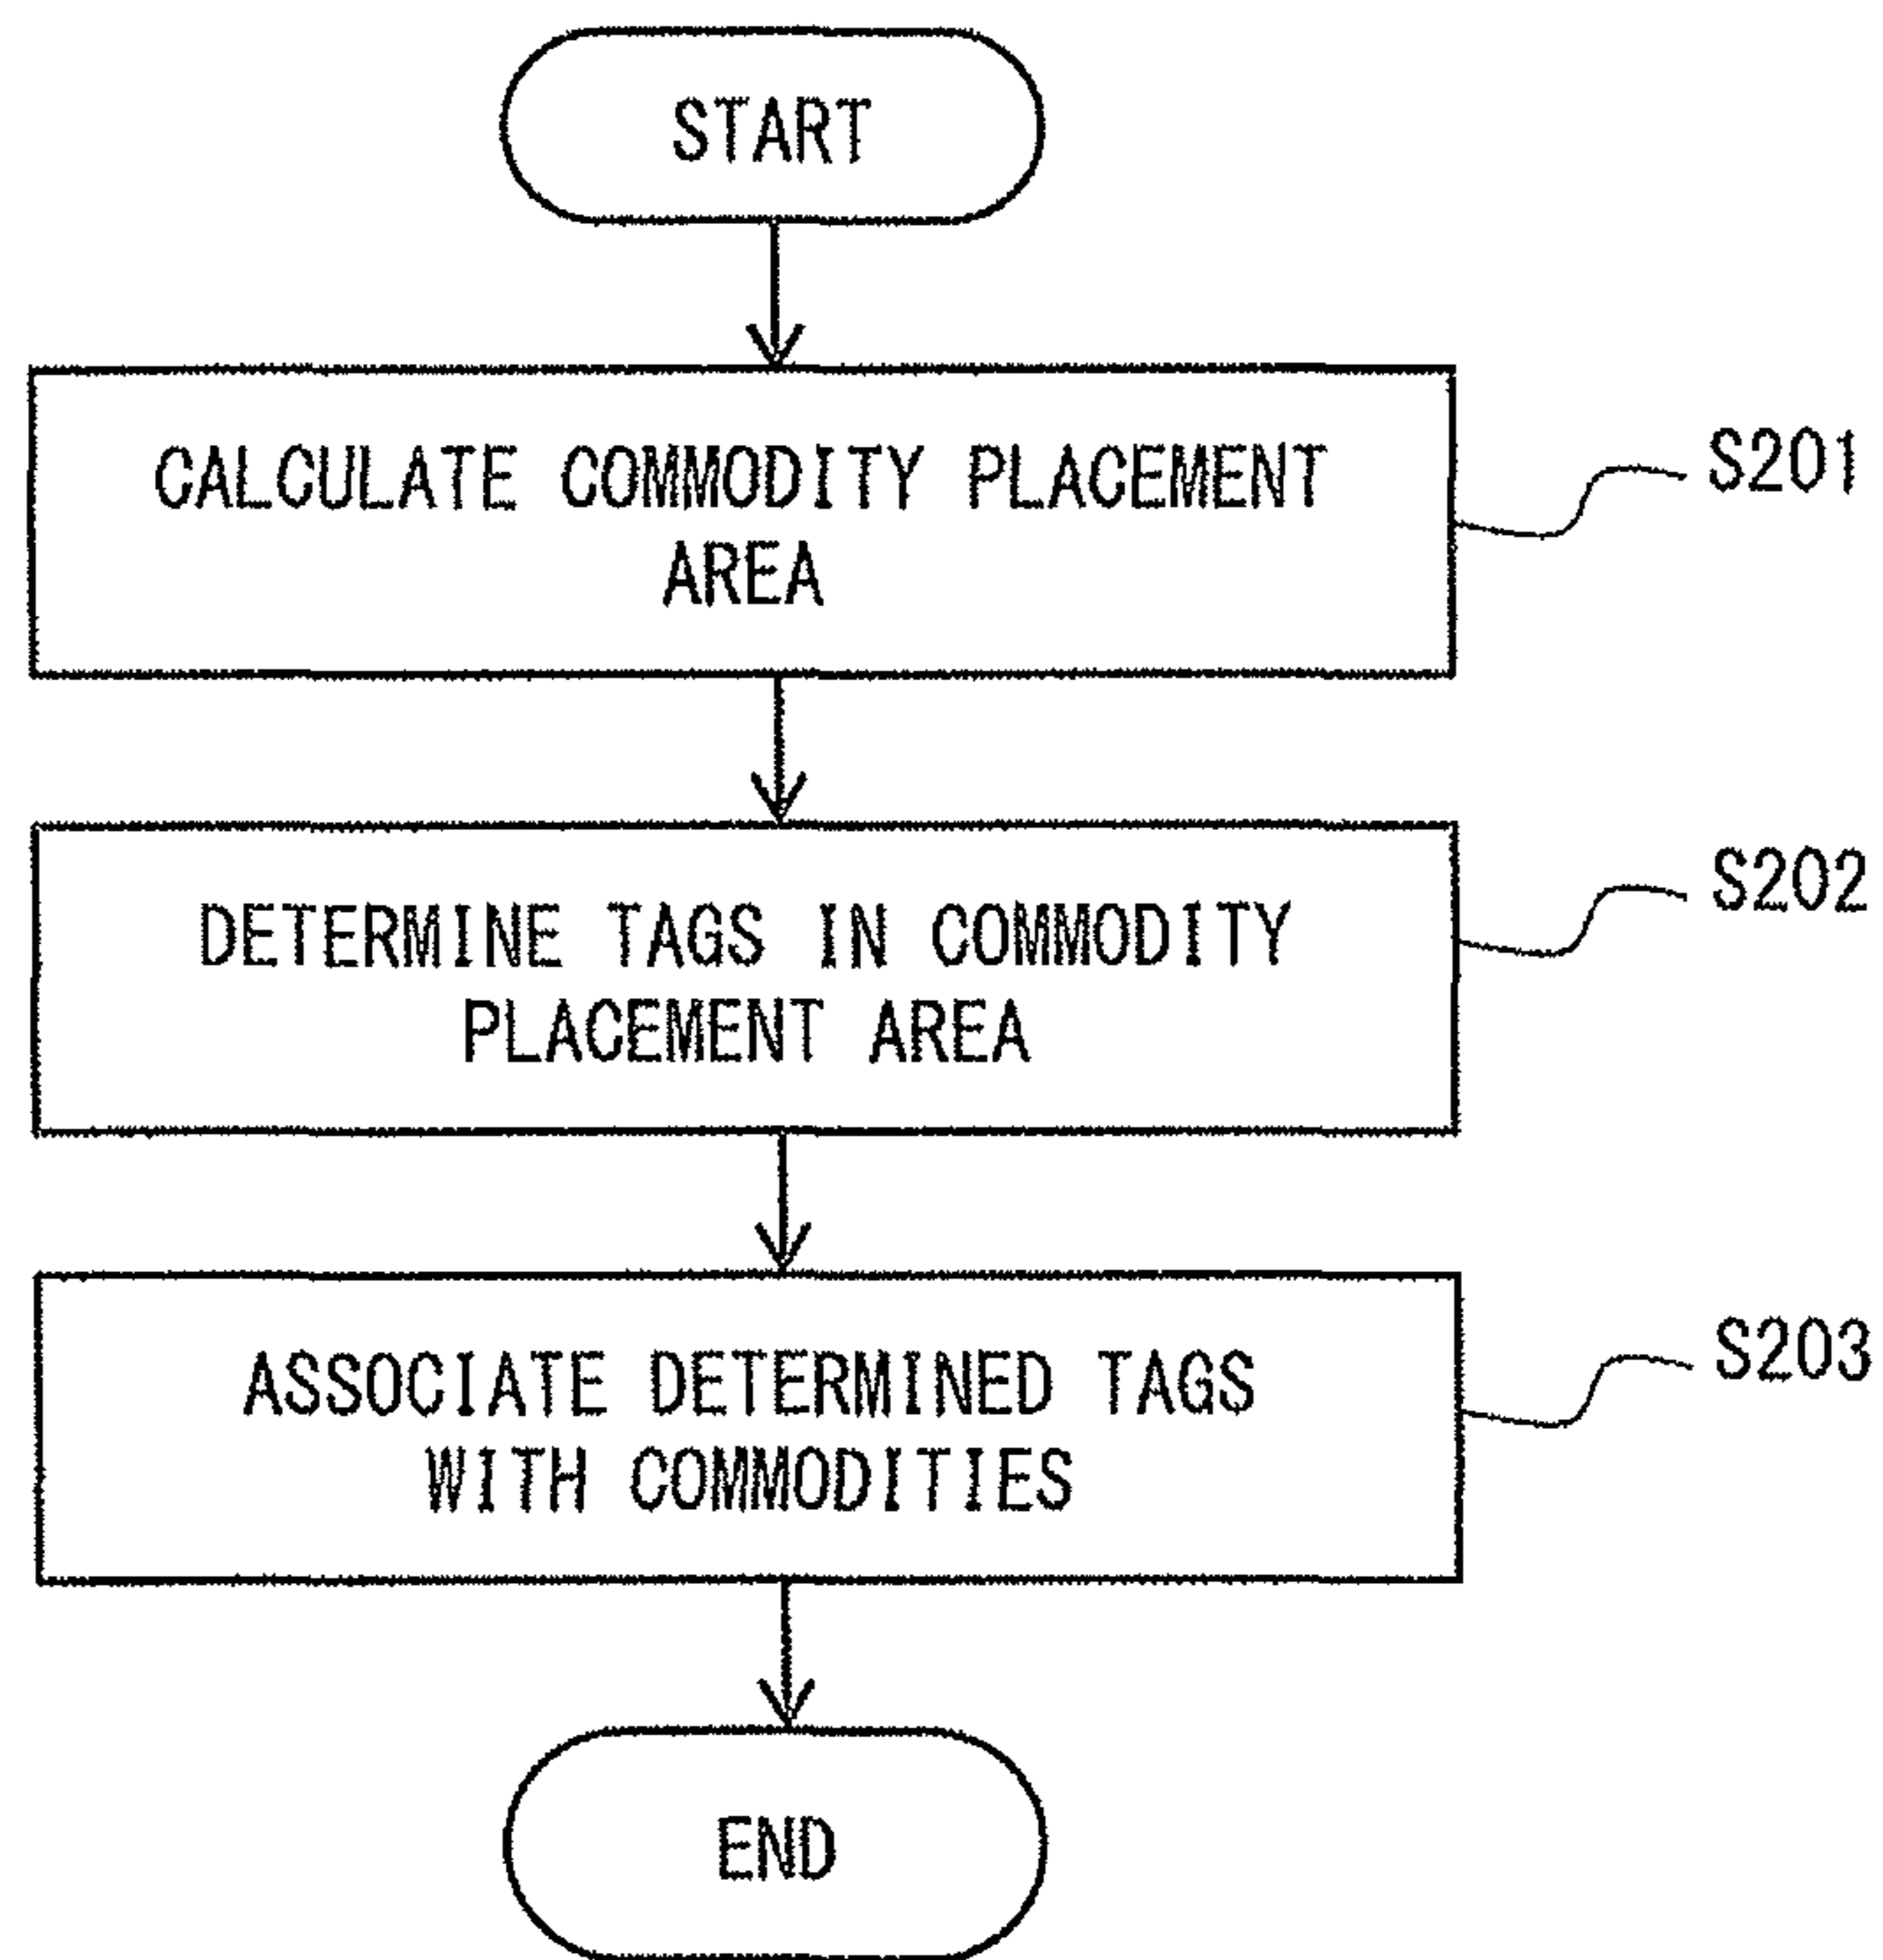 START
CALCULATE COMMODITY PLACEMENT
AREA
S201
DETERMINE TAGS IN COMMODITY
PLACEMENT AREA
S202
ASSOCIATE DETERMINED TAGS
WITH COMMODITIES
S203
END